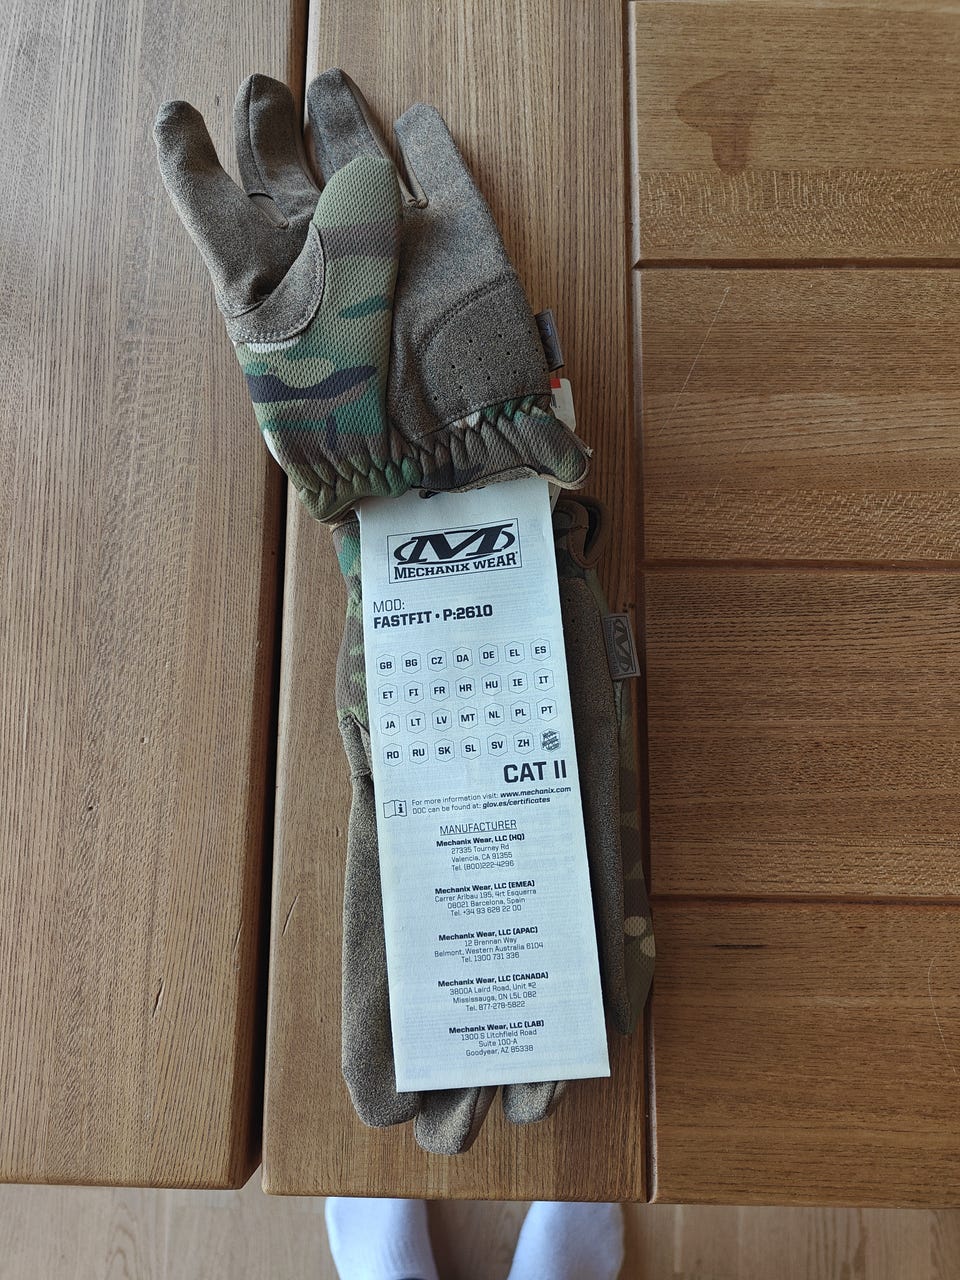 MECHANIX WEAR®
MOD:
FASTFIT • P:2610
GB BG CZ DA DE EL ES
ET FI FR HR HU IE IT
JA LT LV MT NL PL PT
RO RU SK SL SV ZH
CAT II
For more information visit: www.mechanix.com
DOC can be found at: glov.es/certificates
MANUFACTURER
Mechanix Wear, LLC (HQ)
27335 Tourney Rd
Valencia, CA 91355
Tel. (800)222-4296
Mechanix Wear, LLC (EMEA)
Carrer Aribau 195, 4rt Esquerra
08021 Barcelona, Spain
Tel. +34 93 629 22 00
Mechanix Wear, LLC (APAC)
12 Brennan Way
Belmont, Western Australia 6104
Tel. 1300 731 336
Mechanix Wear, LLC (CANADA)
3800A Laird Road, Unit #2
Mississauga, ON L5L 0B2
Tel. 877-278-5822
Mechanix Wear, LLC (LAB)
1300 S Litchfield Road
Suite 100-A
Goodyear, AZ 85338